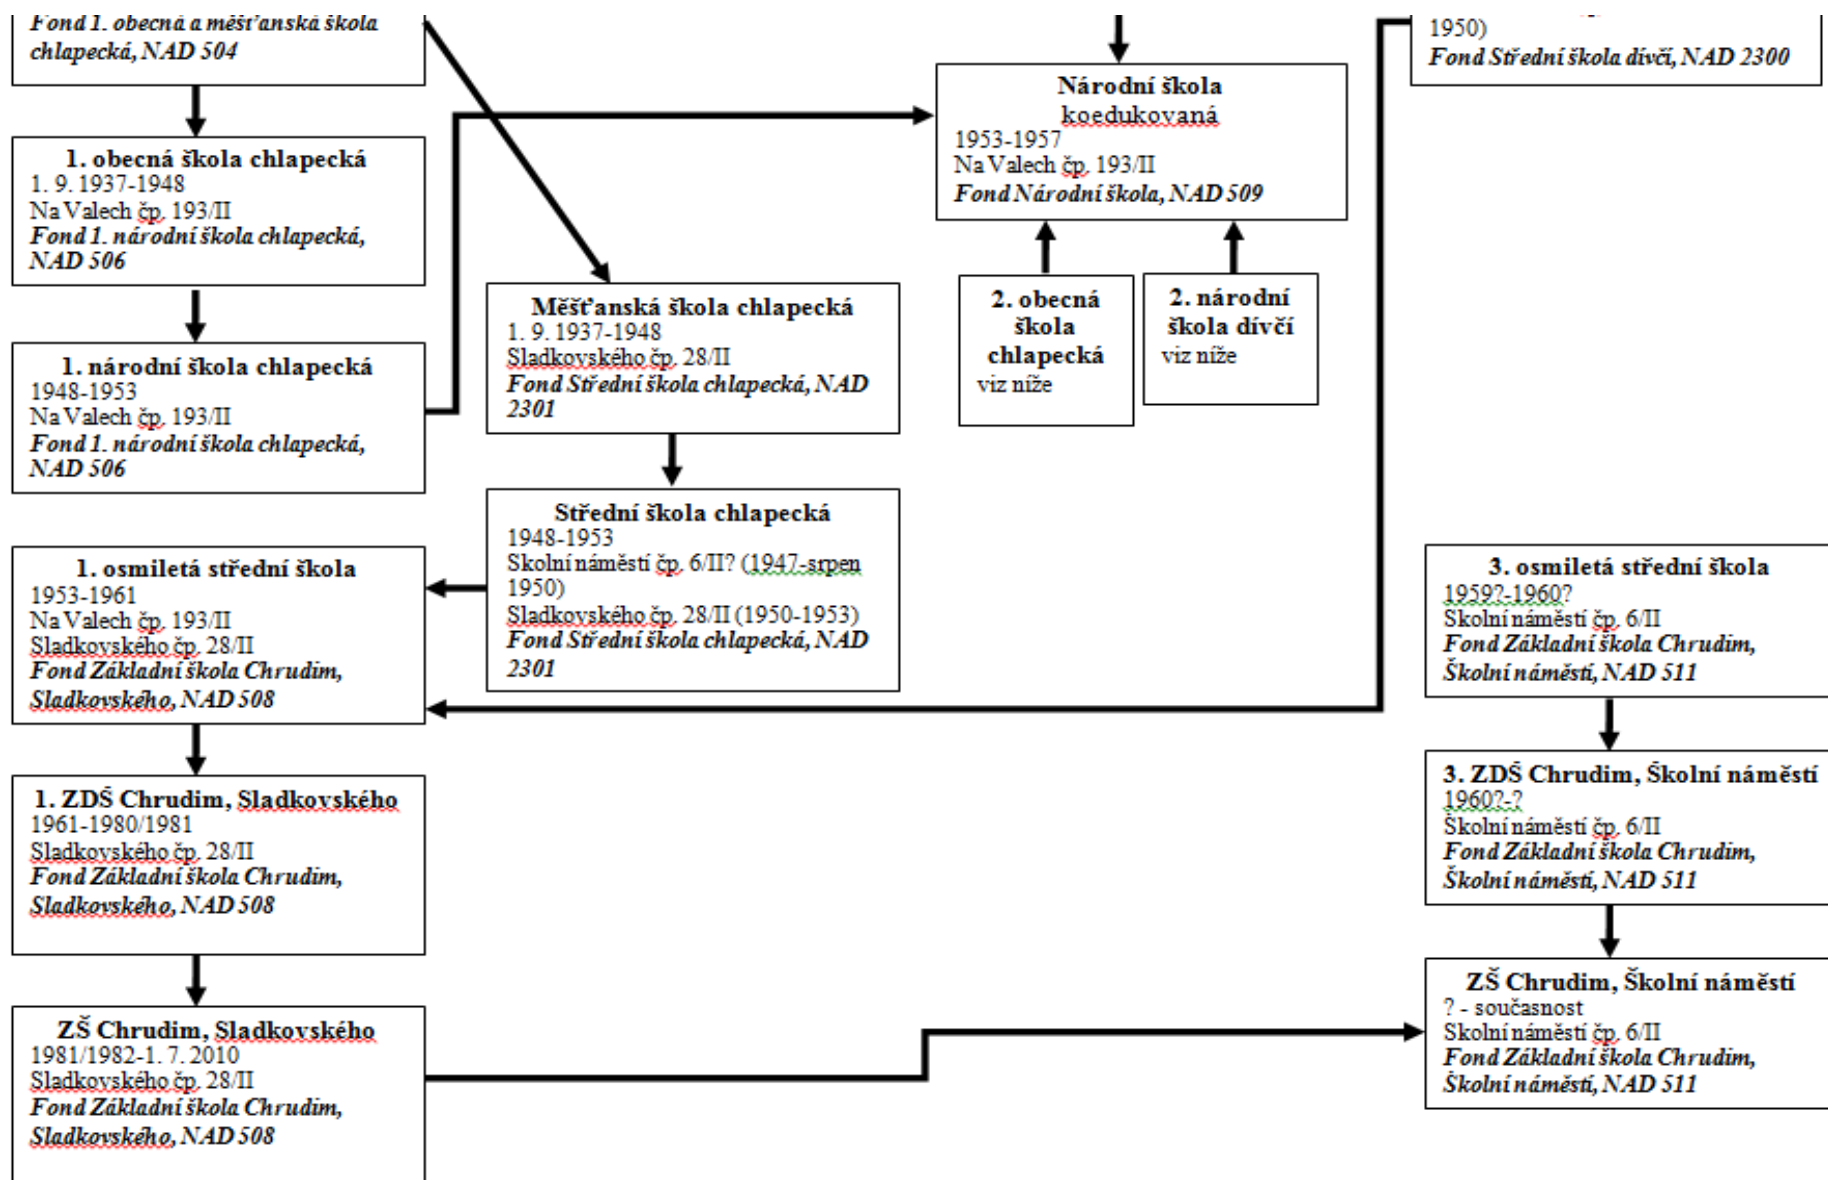 Fond 1. obecná a měšťanská škola
chlapecká, NAD 504
1. obecná škola chlapecká
1. 9. 1937-1948
Na Valech čp. 193/II
Fond 1. národní škola chlapecká,
NAD 506
1. národní škola chlapecká
1948-1953
Na Valech čp. 193/II
Fond 1. národní škola chlapecká,
NAD 506
1. osmiletá střední škola
1953-1961
Na Valech čp. 193/II
Sladkovského čp. 28/II
Fond Základní škola Chrudim,
Sladkovského, NAD 508
1. ZDŠ Chrudim, Sladkovského
1961-1980/1981
Sladkovského čp. 28/II
Fond Základní škola Chrudim,
Sladkovského, NAD 508
ZŠ Chrudim, Sladkovského
1981/1982-1. 7. 2010
Sladkovského čp. 28/II
Fond Základní škola Chrudim,
Sladkovského, NAD 508
Měšťanská škola chlapecká
1. 9. 1937-1948
Sladkovského čp. 28/II
Fond Střední škola chlapecká, NAD
2301
Střední škola chlapecká
1948-1953
Školní náměstí čp. 6/II? (1947-srpen
1950)
Sladkovského čp. 28/II (1950-1953)
Fond Střední škola chlapecká, NAD
2301
Národní škola
koedukovaná
1953-1957
Na Valech čp. 193/II
Fond Národní škola, NAD 509
2. obecná
škola
chlapecká
viz níže
2. národní
škola dívčí
viz níže
1950)
Fond Střední škola dívčí, NAD 2300
3. osmiletá střední škola
1959?-1960?
Školní náměstí čp. 6/II
Fond Základní škola Chrudim,
Školní náměstí, NAD 511
3. ZDŠ Chrudim, Školní náměstí
1960?-?
Školní náměstí čp. 6/II
Fond Základní škola Chrudim,
Školní náměstí, NAD 511
ZŠ Chrudim, Školní náměstí
? - současnost
Školní náměstí čp. 6/II
Fond Základní škola Chrudim,
Školní náměstí, NAD 511